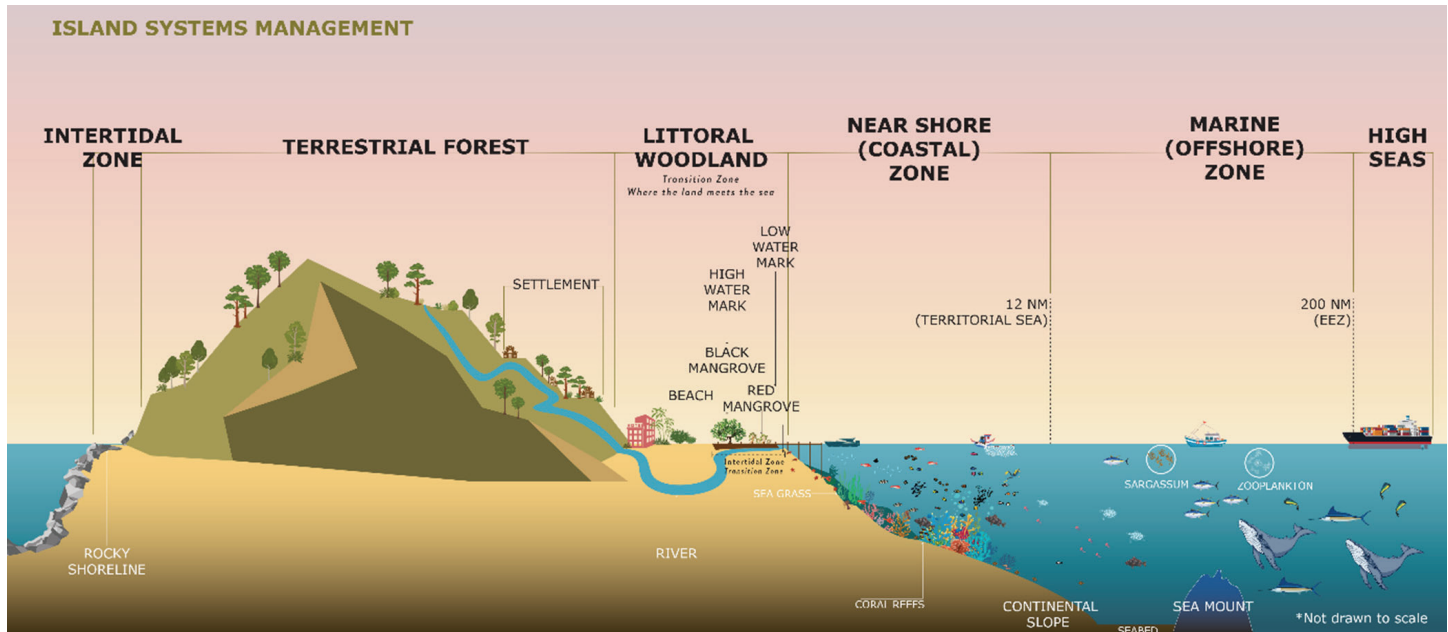 ISLAND SYSTEMS MANAGEMENT
INTERTIDAL
ZONE
TERRESTRIAL FOREST
LITTORAL
WOODLAND
Transition Zone
Where the land meets the sea
NEAR SHORE
(COASTAL)
ZONE
MARINE
(OFFSHORE)
ZONE
HIGH
SEAS
LOW
WATER
MARK
HIGH
WATER
MARK
SETTLEMENT
12 NM
(TERRITORIAL SEA)
200 NM
(EEZ)
BLACK
MANGROVE
BEACH
RED
MANGROVE
Intertidal Zone
Transition Zone
SEA GRASS
SARGASSUM
ZOOPLANKTON
ROCKY
SHORELINE
RIVER
CORAL REEFS
CONTINENTAL
SLOPE
SEA MOUNT
SEABED
*Not drawn to scale